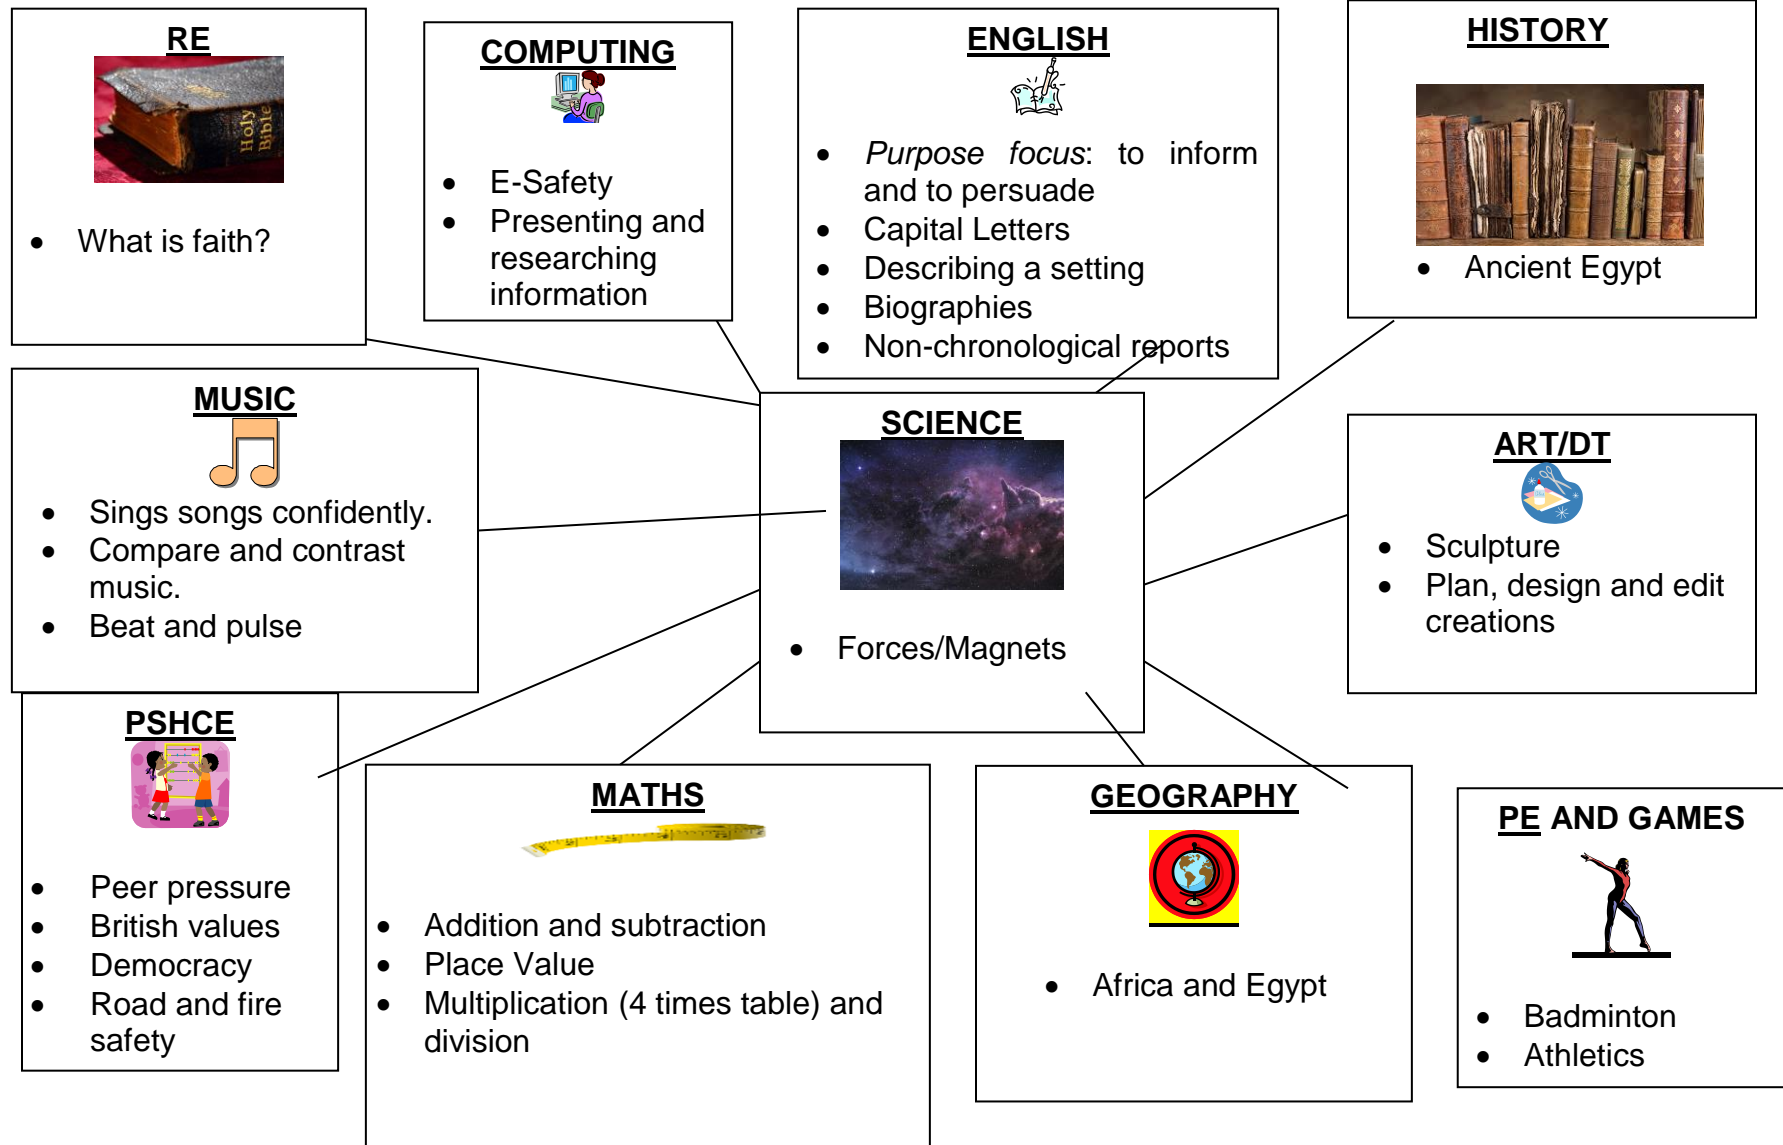 RE
Holy
Bible
• What is faith?
COMPUTING
• E-Safety
• Presenting and
researching
information
ENGLISH
• Purpose focus: to inform
and to persuade
• Capital Letters
• Describing a setting
• Biographies
• Non-chronological reports
HISTORY
• Ancient Egypt
MUSIC
• Sings songs confidently.
• Compare and contrast
music.
• Beat and pulse
SCIENCE
• Forces/Magnets
ART/DT
• Sculpture
• Plan, design and edit
creations
PSHCE
• Peer pressure
• British values
• Democracy
• Road and fire
safety
MATHS
• Addition and subtraction
• Place Value
• Multiplication (4 times table) and
division
GEOGRAPHY
• Africa and Egypt
PE AND GAMES
• Badminton
• Athletics